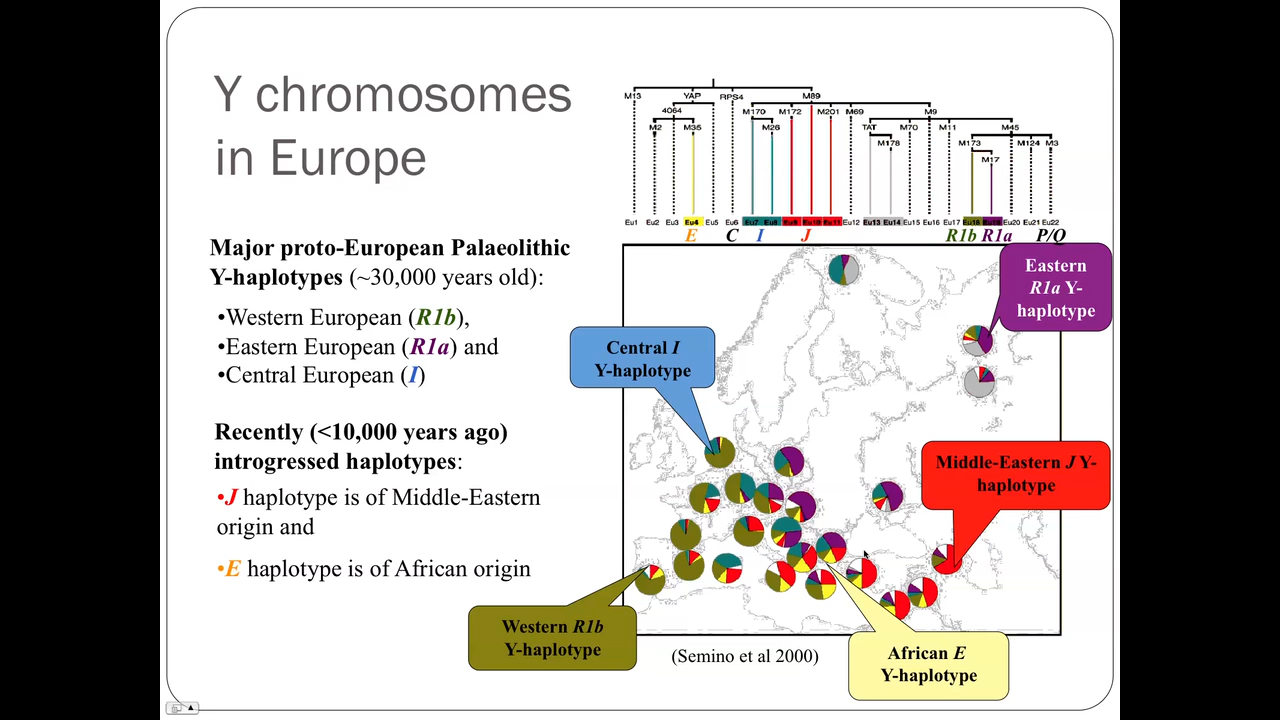 Y chromosomes
in Europe
Major proto-European Palaeolithic
Y-haplotypes (~30,000 years old):
•Western European (R1b),
•Eastern European (R1a) and
•Central European (I)
Recently (<10,000 years ago)
introgressed haplotypes:
•J haplotype is of Middle-Eastern
origin and
•E haplotype is of African origin
M13 YAP RPS4 M89
4064 M170 M172 M201 M69 M9
M2 M35 M26 TAT M70 M11 M45
M178 M173 M124 M3
M17
Eu1 Eu2 Eu3 Eu4 Eu5 Eu6 Eu7 Eu8 Eu9 Eu10 Eu11 Eu12 Eu13 Eu14 Eu15 Eu16 Eu17 Eu18 Eu19 Eu20 Eu21 Eu22
E C I J R1b R1a P/Q
Eastern
R1a Y-
haplotype
Central I
Y-haplotype
Middle-Eastern J Y-
haplotype
Western R1b
Y-haplotype
African E
Y-haplotype
(Semino et al 2000)